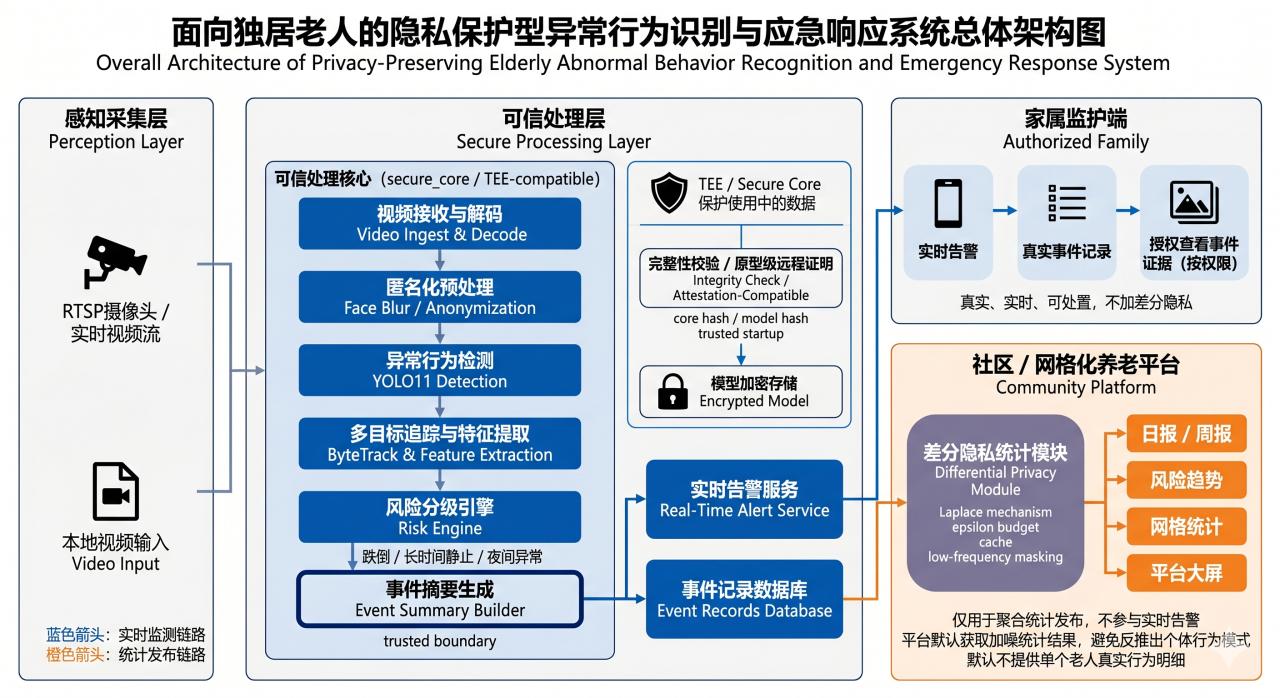 面向独居老人的隐私保护型异常行为识别与应急响应系统总体架构图
Overall Architecture of Privacy-Preserving Elderly Abnormal Behavior Recognition and Emergency Response System
感知采集层
Perception Layer
RTSP摄像头 /
实时视频流
本地视频输入
Video Input
蓝色箭头：实时监测链路
橙色箭头：统计发布链路
可信处理层
Secure Processing Layer
可信处理核心（secure_core / TEE-compatible）
视频接收与解码
Video Ingest & Decode
匿名化预处理
Face Blur / Anonymization
异常行为检测
YOLO11 Detection
多目标追踪与特征提取
ByteTrack & Feature Extraction
风险分级引擎
Risk Engine
跌倒 / 长时间静止 / 夜间异常
事件摘要生成
Event Summary Builder
trusted boundary
TEE / Secure Core
保护使用中的数据
完整性校验 / 原型级远程证明
Integrity Check /
Attestation-Compatible
core hash / model hash
trusted startup
模型加密存储
Encrypted Model
实时告警服务
Real-Time Alert Service
事件记录数据库
Event Records Database
家属监护端
Authorized Family
实时告警
真实事件记录
授权查看事件
证据（按权限）
真实、实时、可处置，不加差分隐私
社区 / 网格化养老平台
Community Platform
差分隐私统计模块
Differential Privacy
Module
Laplace mechanism
epsilon budget
cache
low-frequency masking
日报 / 周报
风险趋势
网格统计
平台大屏
仅用于聚合统计发布，不参与实时告警
平台默认获取加噪统计结果，避免反推出个体行为模式
默认不提供单个老人真实行为明细